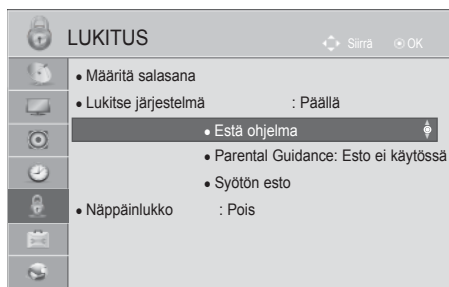 LUKITUS
Siirrä OK
• Määritä salasana
• Lukitse järjestelmä : Päällä
• Estä ohjelma
• Parental Guidance: Esto ei käytössä
• Syötön esto
• Näppäinlukko : Pois